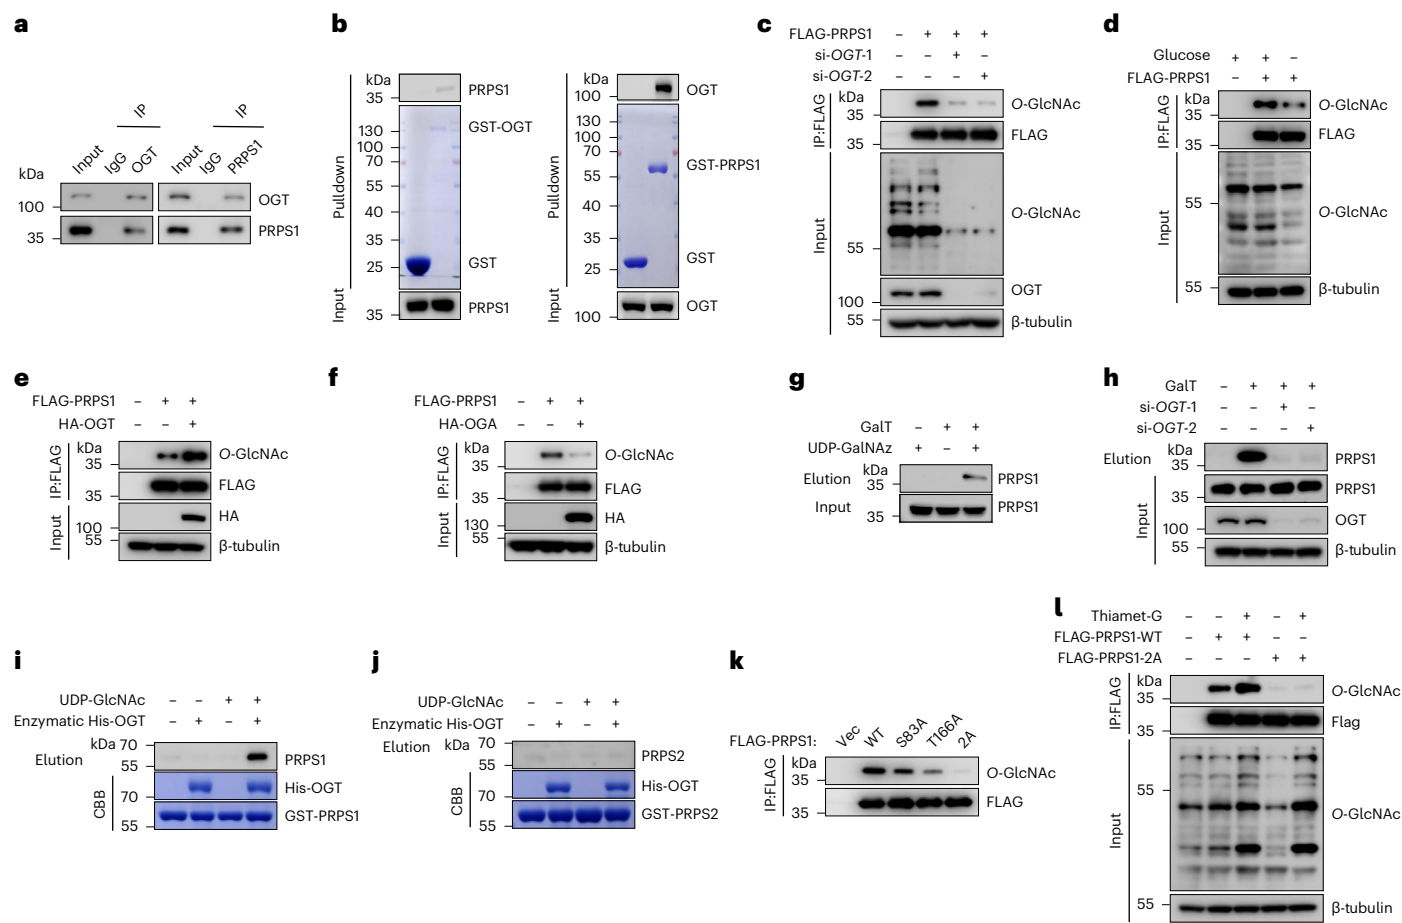 a
IP
IP
Input
IgG
OGT
Input
IgG
PRPS1
kDa
100
OGT
35
PRPS1
b
Pulldown
Input
kDa
35
PRPS1
130
100
70
55
40
35
25
GST-OGT
GST
35
PRPS1
Pulldown
Input
kDa
100
OGT
130
100
70
55
40
35
25
GST-PRPS1
GST
100
OGT
c
FLAG-PRPS1 – + + +
si-OGT-1 – – + –
si-OGT-2 – – – +
IP:FLAG
kDa
35
O-GlcNAc
35
FLAG
Input
55
O-GlcNAc
100
OGT
55
β-tubulin
d
Glucose + + –
FLAG-PRPS1 – + +
IP:FLAG
kDa
35
O-GlcNAc
35
FLAG
Input
55
O-GlcNAc
55
β-tubulin
e
FLAG-PRPS1 – + +
HA-OGT – – +
IP:FLAG
kDa
35
O-GlcNAc
35
FLAG
Input
100
HA
55
β-tubulin
f
FLAG-PRPS1 – + +
HA-OGA – – +
IP:FLAG
kDa
35
O-GlcNAc
35
FLAG
Input
130
HA
55
β-tubulin
g
GalT – + +
UDP-GalNAz + – +
Elution
kDa
35
PRPS1
Input
35
PRPS1
h
GalT – + + +
si-OGT-1 – – + –
si-OGT-2 – – – +
Elution
kDa
35
PRPS1
Input
35
PRPS1
100
OGT
55
β-tubulin
i
UDP-GlcNAc – – + +
Enzymatic His-OGT – + – +
Elution
kDa 70
55
PRPS1
CBB
70
His-OGT
55
GST-PRPS1
j
UDP-GlcNAc – – + +
Enzymatic His-OGT – + – +
Elution
kDa 70
55
PRPS2
CBB
70
His-OGT
55
GST-PRPS2
k
FLAG-PRPS1: Vec WT S83A T166A 2A
IP:FLAG
kDa
35
O-GlcNAc
35
FLAG
l
Thiamet-G – – + – +
FLAG-PRPS1-WT – + + – –
FLAG-PRPS1-2A – – – + +
IP:FLAG
kDa
35
O-GlcNAc
35
Flag
Input
55
O-GlcNAc
55
β-tubulin